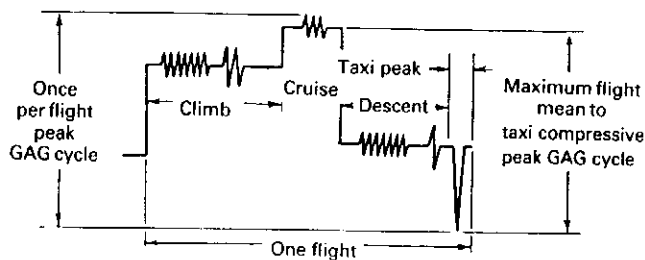 Once
per flight
peak
GAG cycle
Climb
Cruise
Taxi peak
Descent
Maximum flight
mean to
taxi compressive
peak GAG cycle
One flight